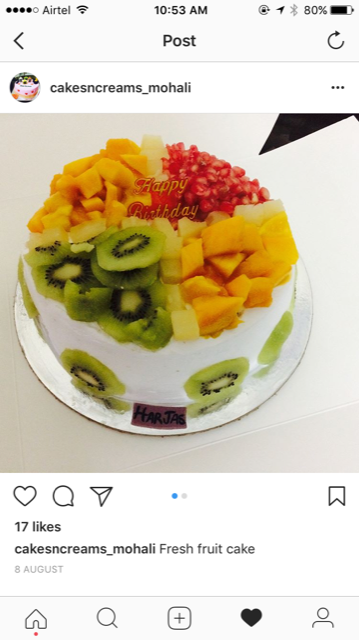 Airtel 10:53 AM 80%
Post
cakesncreams_mohali
Happy
Birthday
HARJAS
17 likes
cakesncreams_mohali Fresh fruit cake
8 AUGUST